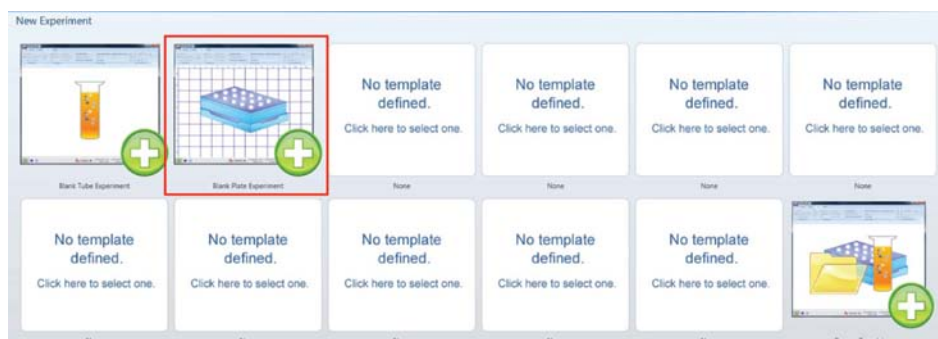 New Experiment
No template
defined.
Click here to select one.
No template
defined.
Click here to select one.
No template
defined.
Click here to select one.
No template
defined.
Click here to select one.
Blank Tube Experiment
Blank Plate Experiment
None
None
None
None
No template
defined.
Click here to select one.
No template
defined.
Click here to select one.
No template
defined.
Click here to select one.
No template
defined.
Click here to select one.
No template
defined.
Click here to select one.